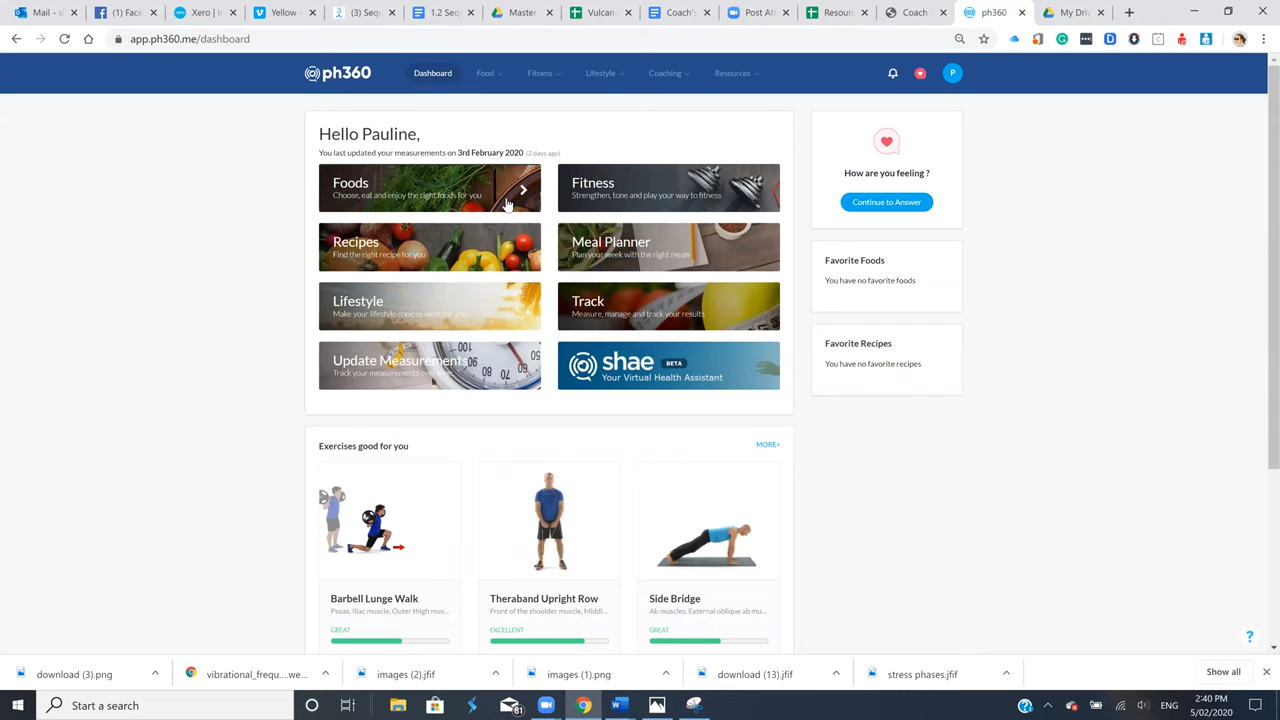 Mail - s
Xero | In
Yellow -
(3) Seq
1.2 Seco
Master
Vulcan
Coach's
Post Atl
Resourc
Coach
ph360
My Driv
app.ph360.me/dashboard
ph360
Dashboard
Food
Fitness
Lifestyle
Coaching
Resources
P
Hello Pauline,
You last updated your measurements on 3rd February 2020 (2 days ago)
Foods
Choose, eat and enjoy the right foods for you
Fitness
Strengthen, tone and play your way to fitness
Recipes
Find the right recipe for you
Meal Planner
Plan your week with the right meals
Lifestyle
Make your lifestyle choices work for you
Track
Measure, manage and track your results
Update Measurements
Track your measurements over time
shae BETA
Your Virtual Health Assistant
How are you feeling ?
Continue to Answer
Favorite Foods
You have no favorite foods
Favorite Recipes
You have no favorite recipes
Exercises good for you
MORE>
Barbell Lunge Walk
Psoas, Iliac muscle, Outer thigh mus...
GREAT
Theraband Upright Row
Front of the shoulder muscle, Middl...
EXCELLENT
Side Bridge
Ab muscles, External oblique ab mu...
GREAT
?
download (3).png
vibrational_frequ....we...
images (2).jfif
images (1).png
download (13).jfif
stress phases.jfif
Show all
Start a search
81
ENG
2:40 PM
5/02/2020